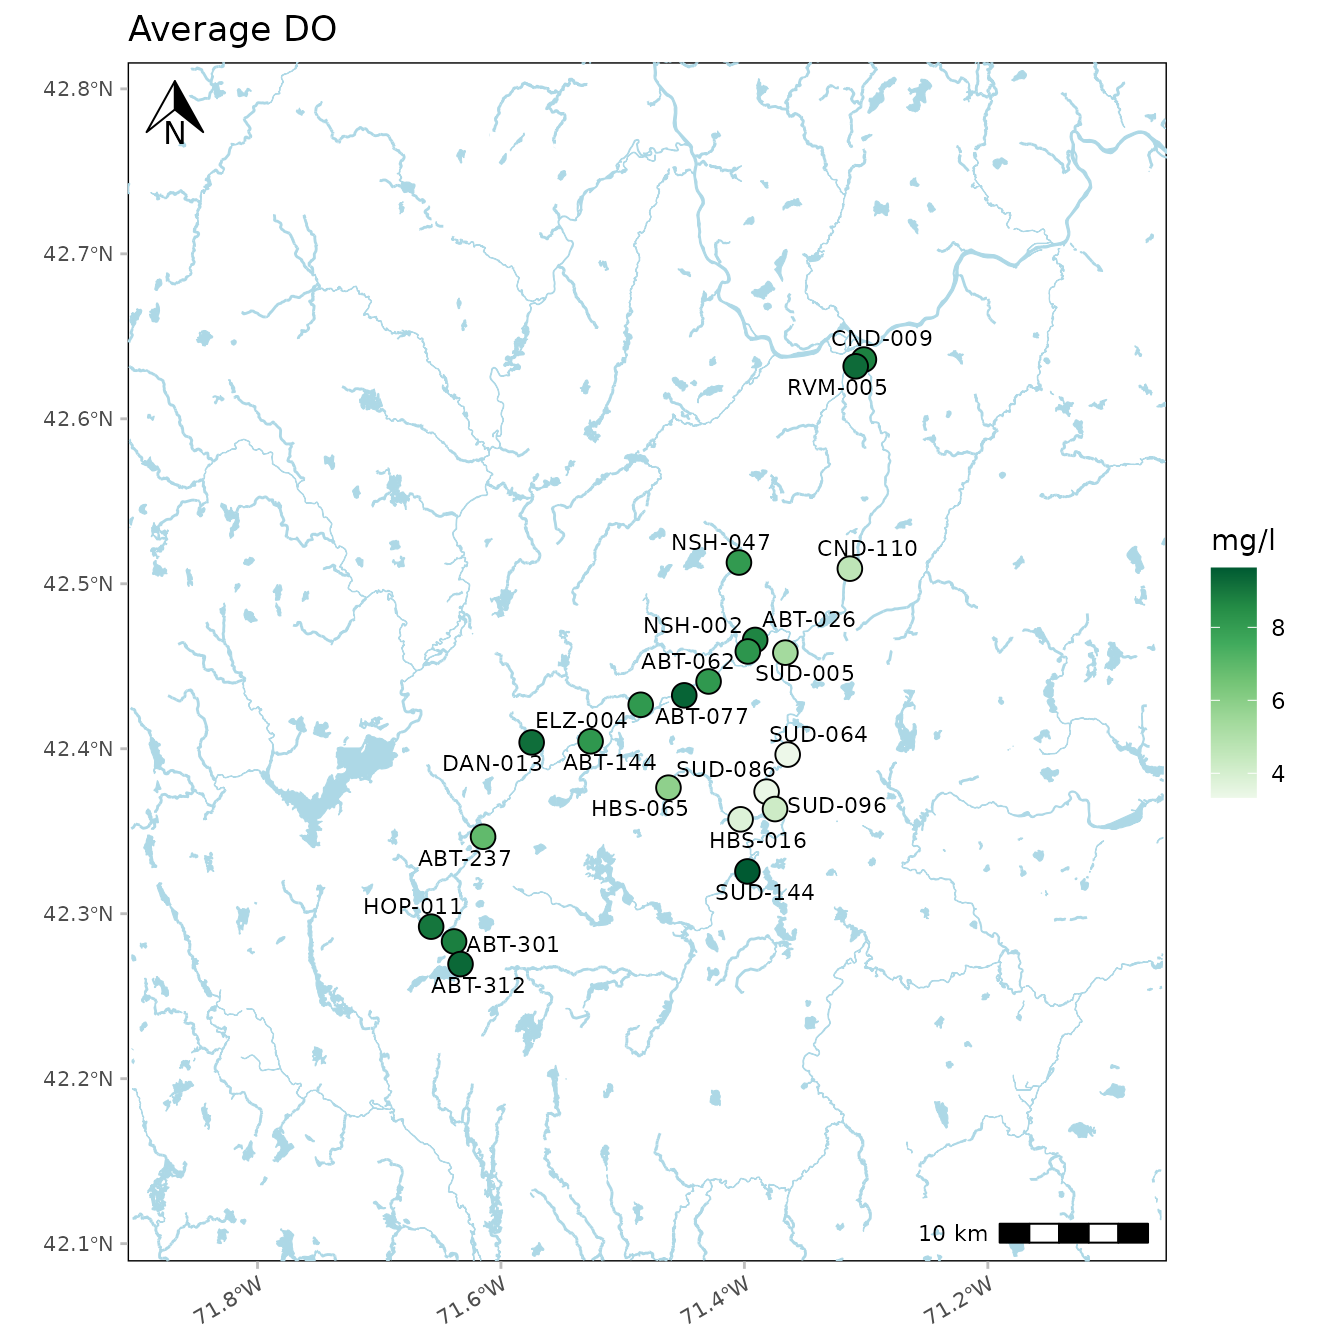 Average DO
42.8°N
N
42.7°N
CND-009
RVM-005
42.6°N
mg/l
NSH-047
CND-110
42.5°N
8
NSH-002
ABT-026
ABT-062
SUD-005
6
ELZ-004
ABT-077
SUD-064
42.4°N
DAN-013
ABT-144
SUD-086
4
HBS-065
SUD-096
HBS-016
ABT-237
SUD-144
HOP-011
42.3°N
ABT-301
ABT-312
42.2°N
10 km
42.1°N
71.8°W
71.6°W
71.4°W
71.2°W